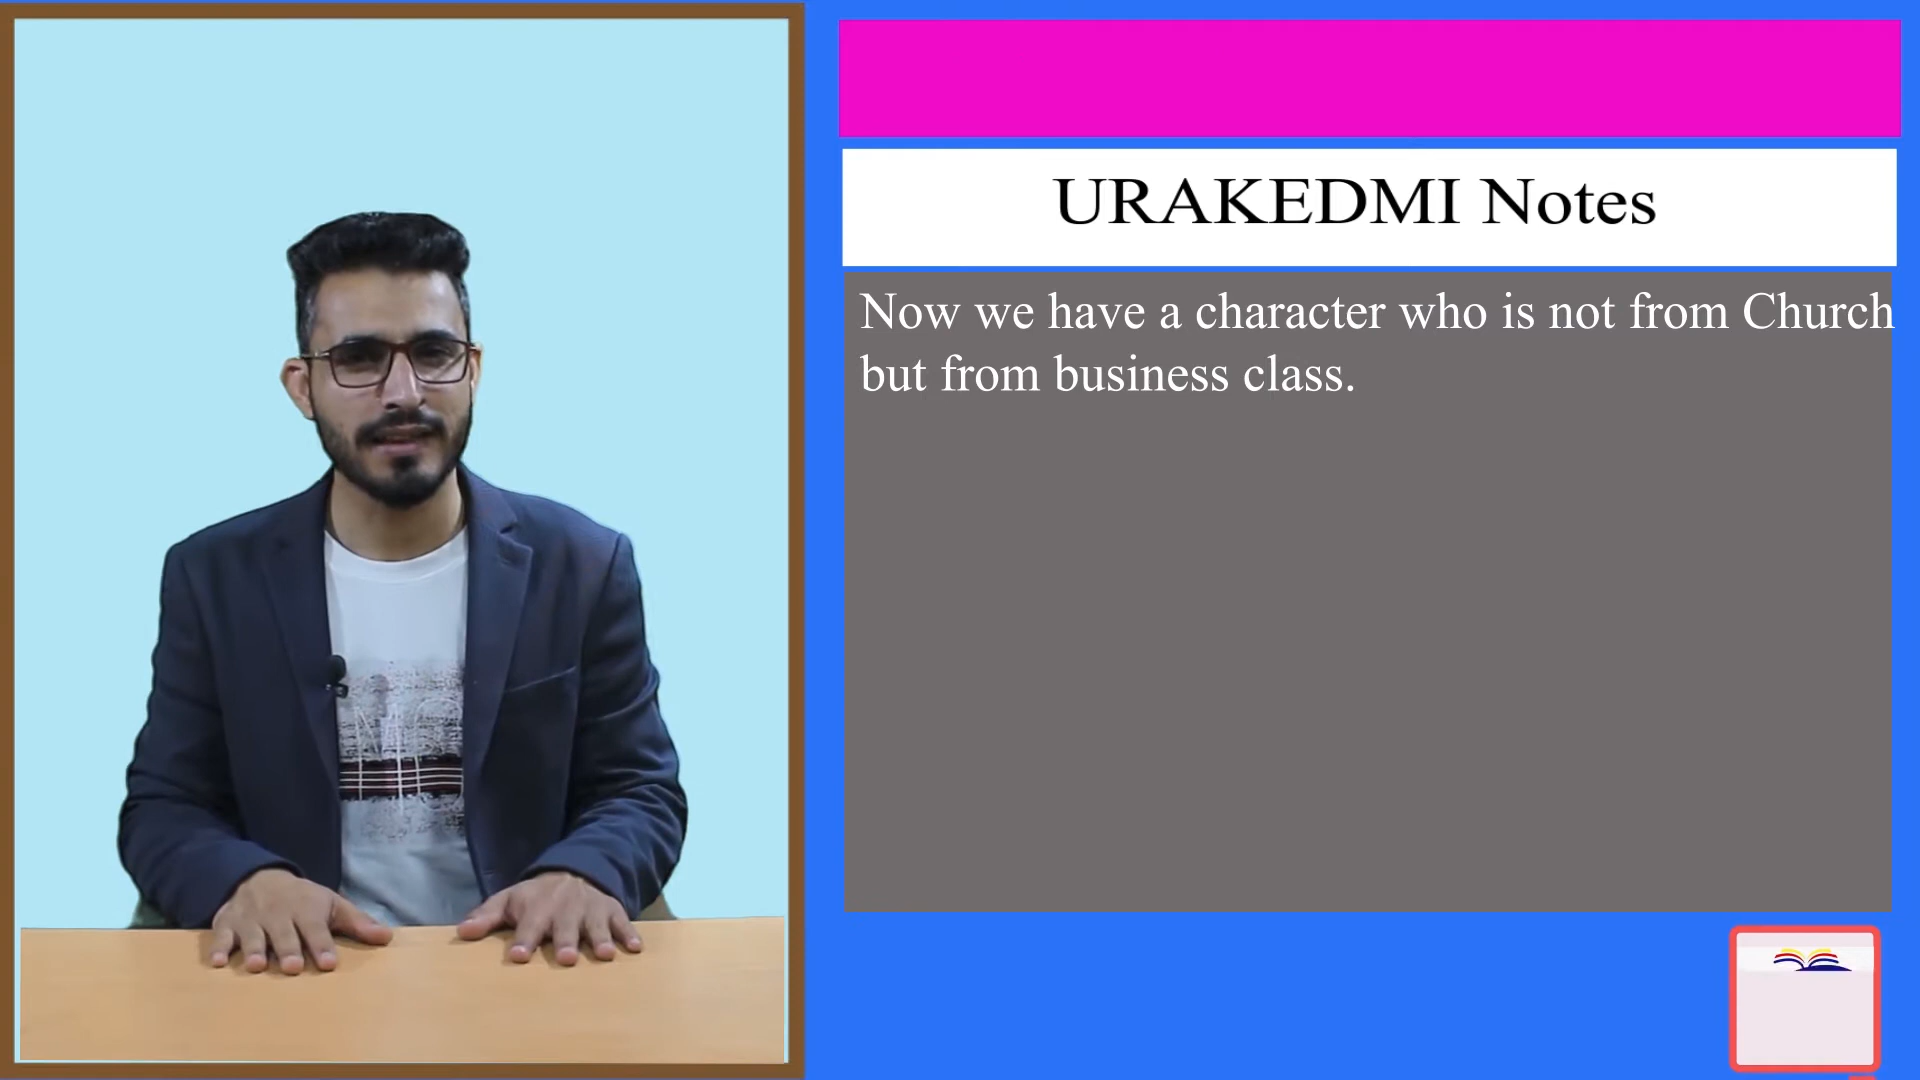 URAKEDMI Notes
Now we have a character who is not from Church
but from business class.